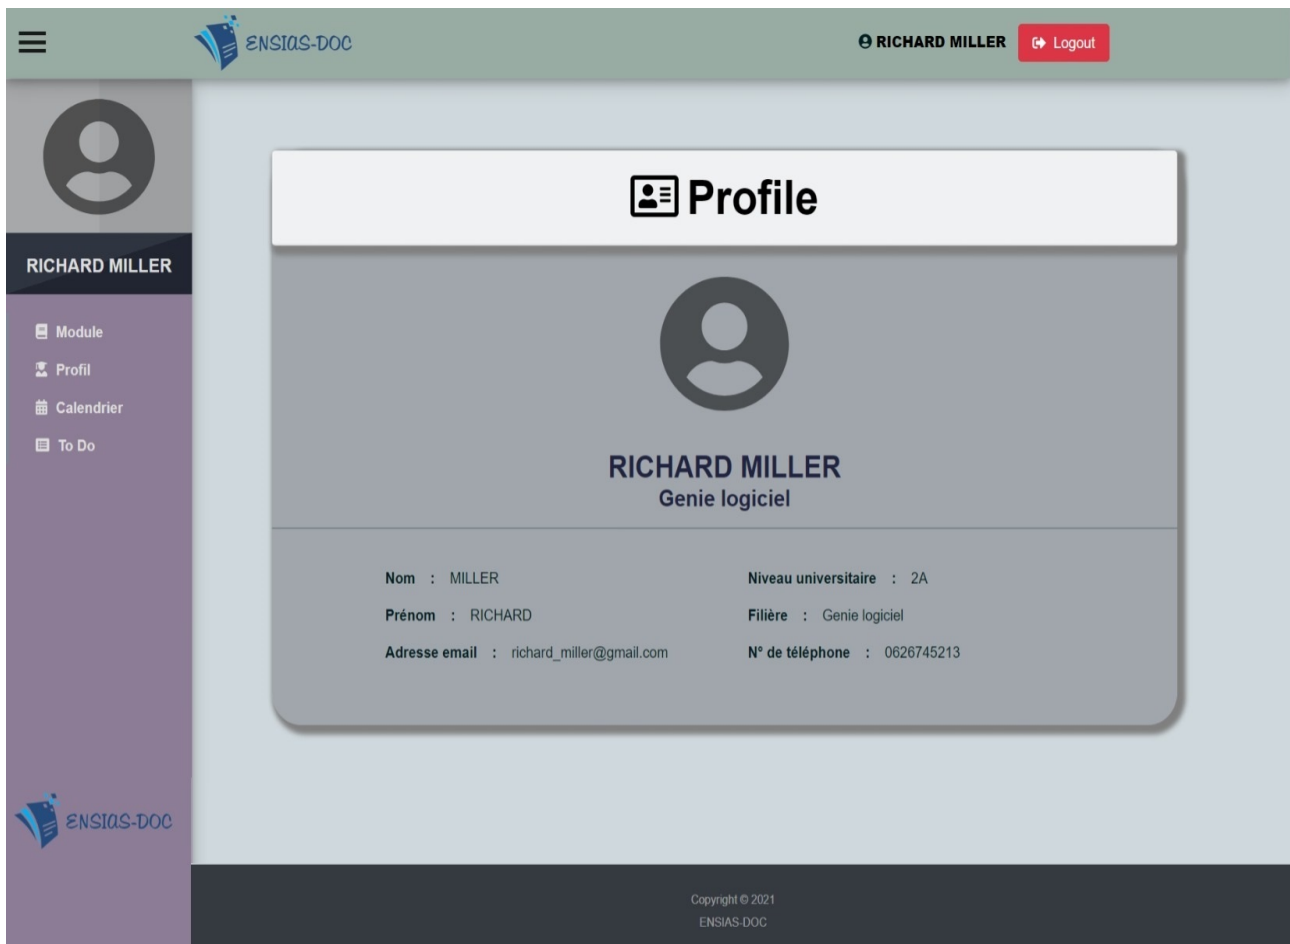 ENSIAS-DOC
RICHARD MILLER
Logout
RICHARD MILLER
Module
Profil
Calendrier
To Do
ENSIAS-DOC
Profile
RICHARD MILLER
Genie logiciel
Nom : MILLER
Niveau universitaire : 2A
Prénom : RICHARD
Filière : Genie logiciel
Adresse email : richard_miller@gmail.com
N° de téléphone : 0626745213
Copyright © 2021
ENSIAS-DOC